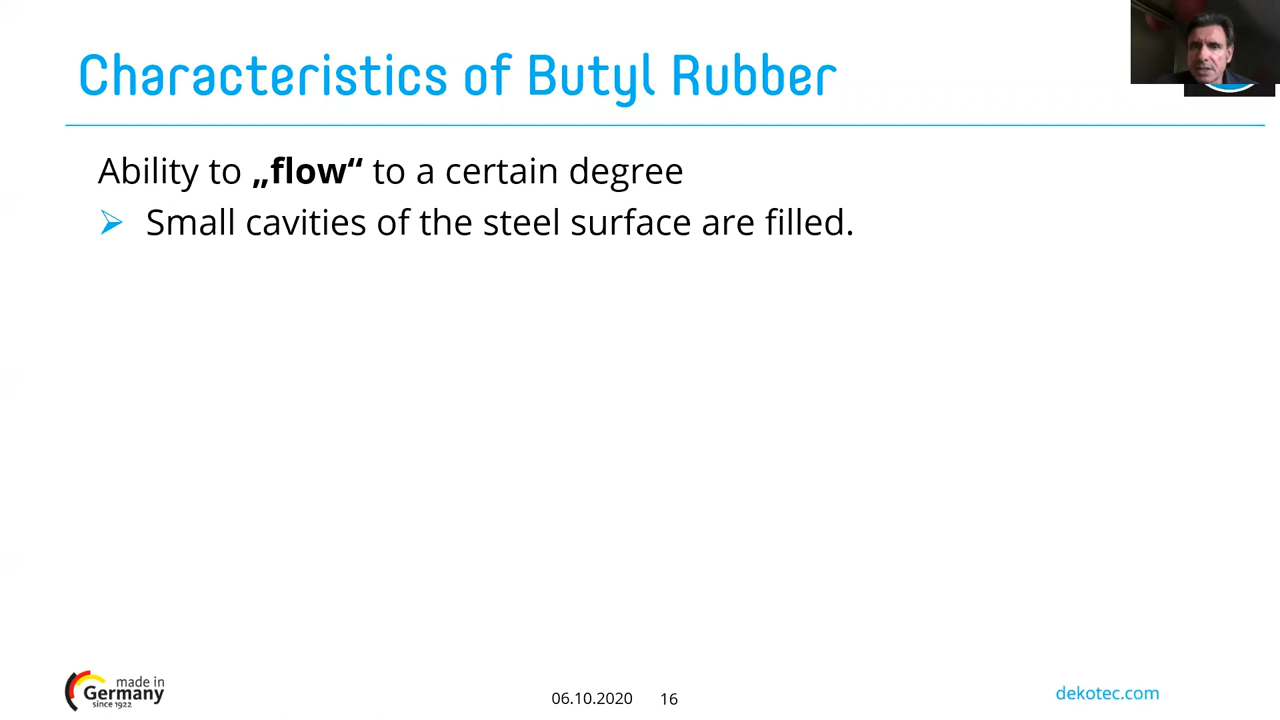 Characteristics of Butyl Rubber
Ability to „flow“ to a certain degree
Small cavities of the steel surface are filled.
made in
Germany
since 1922
06.10.2020
16
dekotec.com